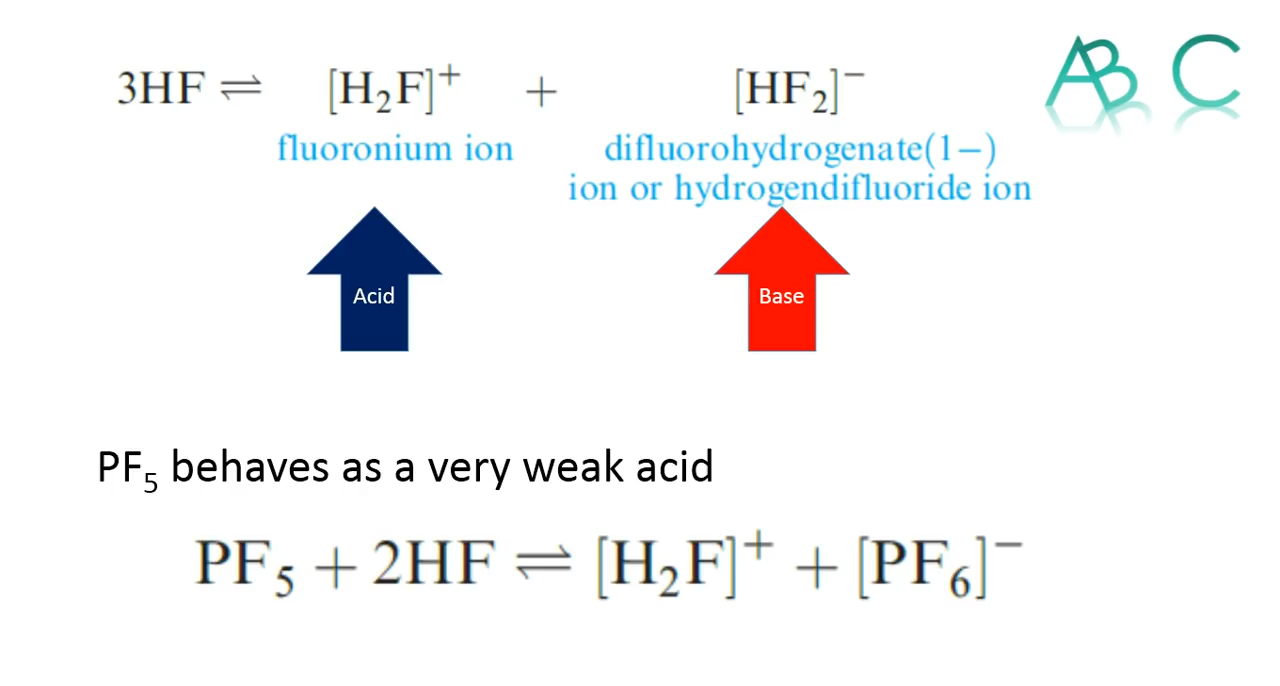 3HF ⇌ [H₂F]⁺ + [HF₂]⁻
fluoronium ion
difluorohydrogenate(1−)
ion or hydrogendifluoride ion
Acid
Base
PF₅ behaves as a very weak acid
PF₅ + 2HF ⇌ [H₂F]⁺ + [PF₆]⁻
AB C